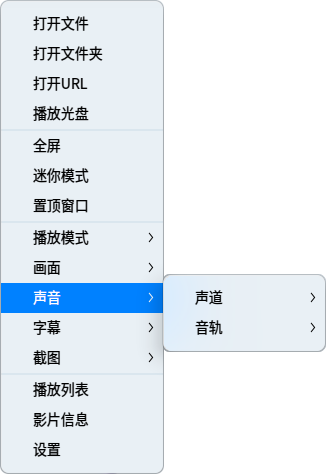 打开文件
打开文件夹
打开URL
播放光盘
全屏
迷你模式
置顶窗口
播放模式
画面
声音
声道
字幕
音轨
截图
播放列表
影片信息
设置